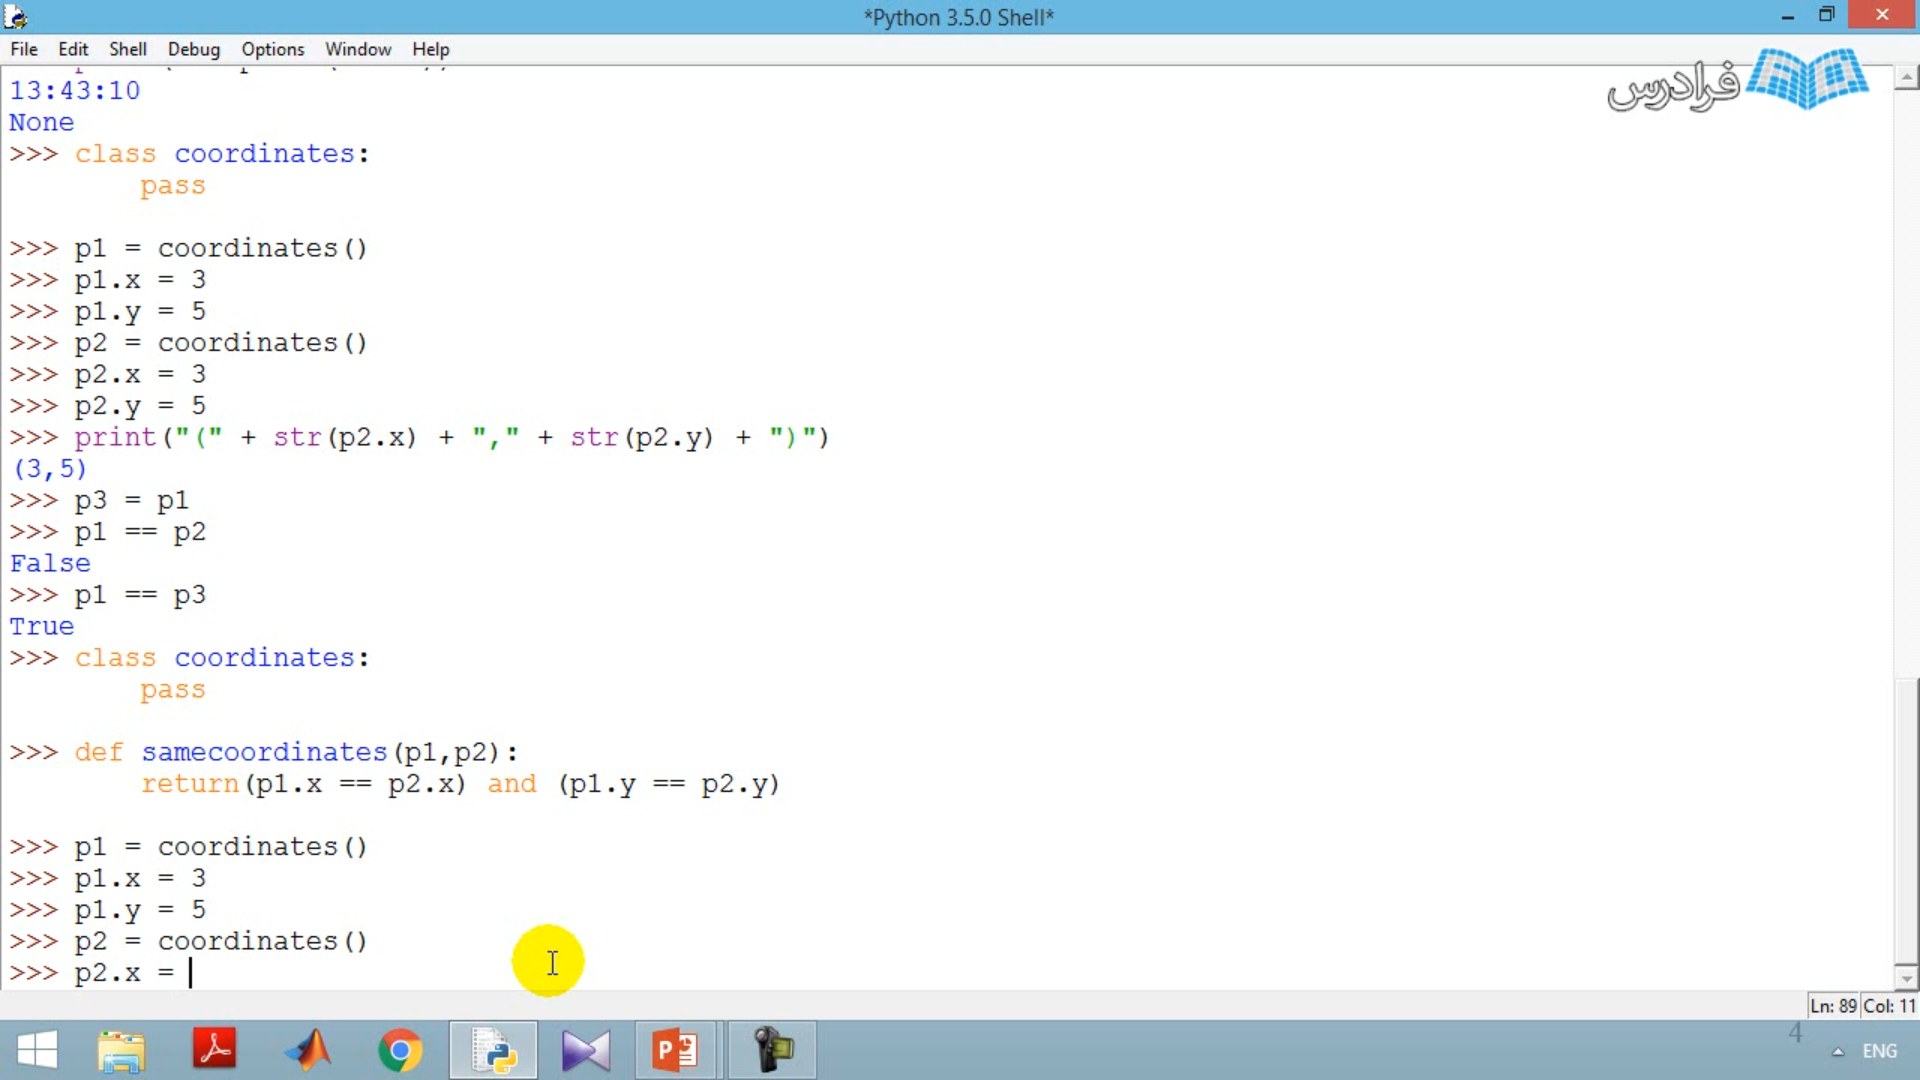 *Python 3.5.0 Shell*
File Edit Shell Debug Options Window Help
فرادرس
13:43:10
None
>>> class coordinates:
        pass

>>> p1 = coordinates()
>>> p1.x = 3
>>> p1.y = 5
>>> p2 = coordinates()
>>> p2.x = 3
>>> p2.y = 5
>>> print("(" + str(p2.x) + "," + str(p2.y) + ")")
(3,5)
>>> p3 = p1
>>> p1 == p2
False
>>> p1 == p3
True
>>> class coordinates:
        pass

>>> def samecoordinates(p1,p2):
        return(p1.x == p2.x) and (p1.y == p2.y)

>>> p1 = coordinates()
>>> p1.x = 3
>>> p1.y = 5
>>> p2 = coordinates()
>>> p2.x =
Ln: 89 Col: 11
4
ENG